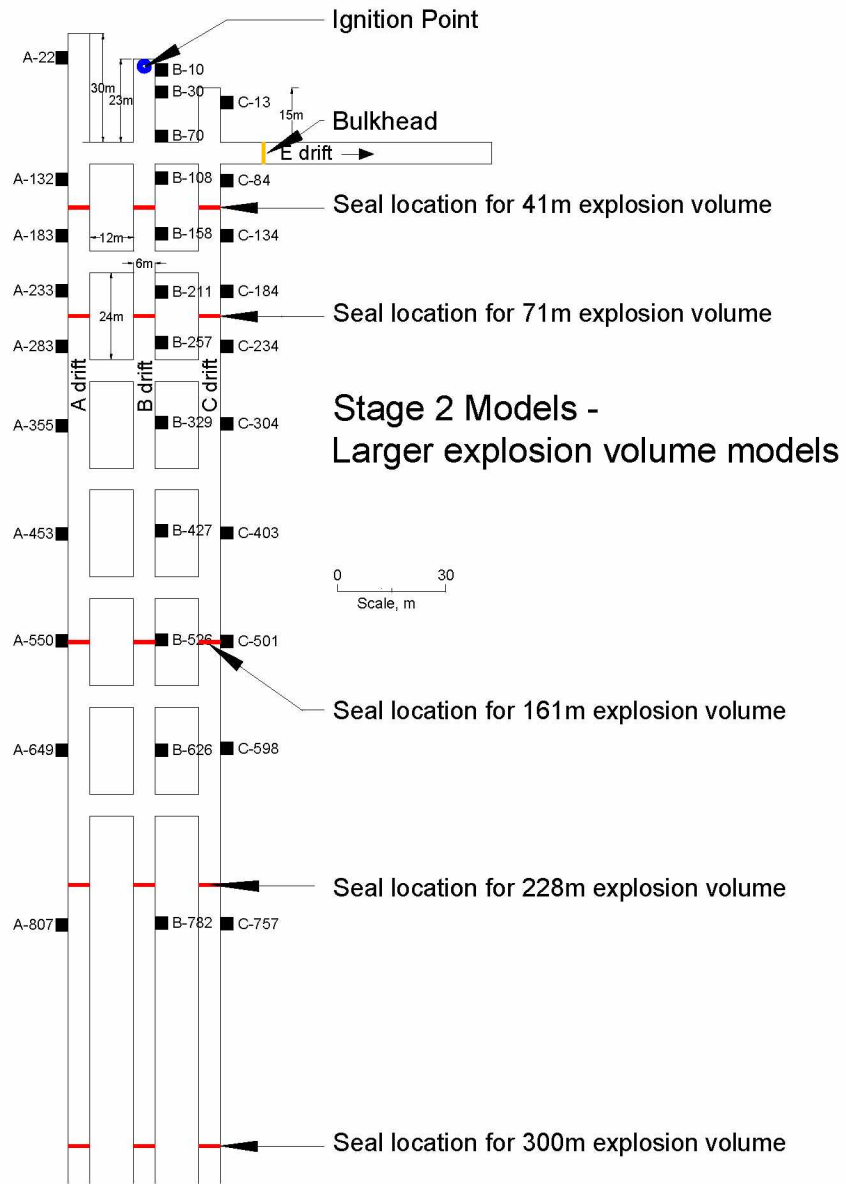 Ignition Point
A-22
B-10
30m
23m
B-30
C-13
15m
B-70
Bulkhead
E drift
A-132
B-108
C-84
Seal location for 41m explosion volume
A-183
12m
B-158
C-134
6m
A-233
B-211
C-184
24m
Seal location for 71m explosion volume
A-283
B-257
C-234
A drift
B drift
C drift
Stage 2 Models -
Larger explosion volume models
A-355
B-329
C-304
A-453
B-427
C-403
0 30
Scale, m
A-550
B-526
C-501
Seal location for 161m explosion volume
A-649
B-626
C-598
Seal location for 228m explosion volume
A-807
B-782
C-757
Seal location for 300m explosion volume